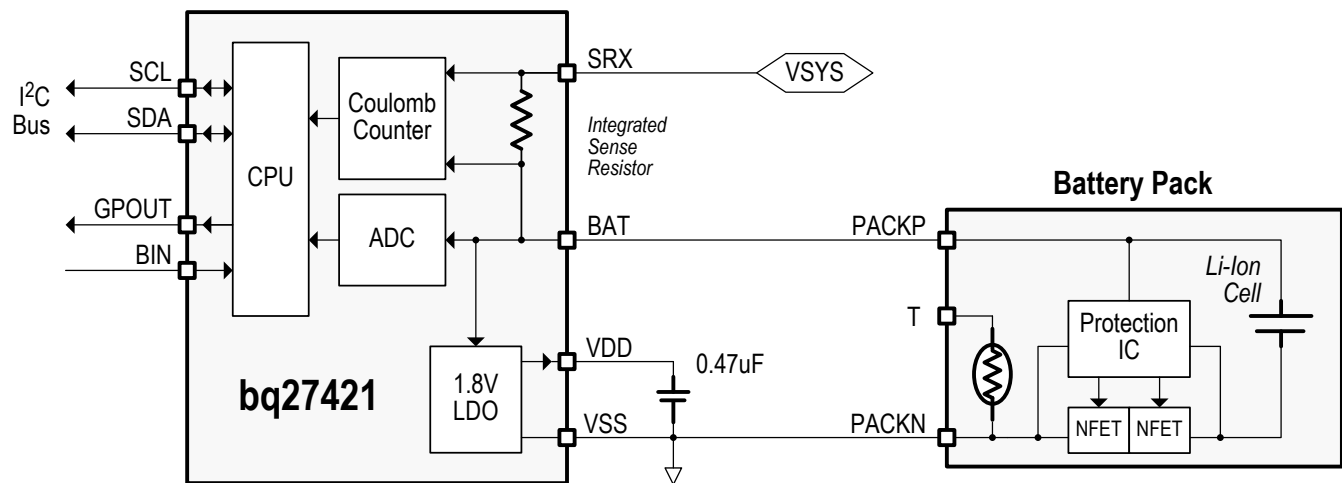 SCL
I²C
Bus
SDA
GPOUT
BIN
CPU
Coulomb
Counter
ADC
1.8V
LDO
bq27421
SRX
VSYS
Integrated
Sense
Resistor
BAT
VDD
0.47uF
VSS
Battery Pack
PACKP
T
PACKN
Li-Ion
Cell
Protection
IC
NFET
NFET